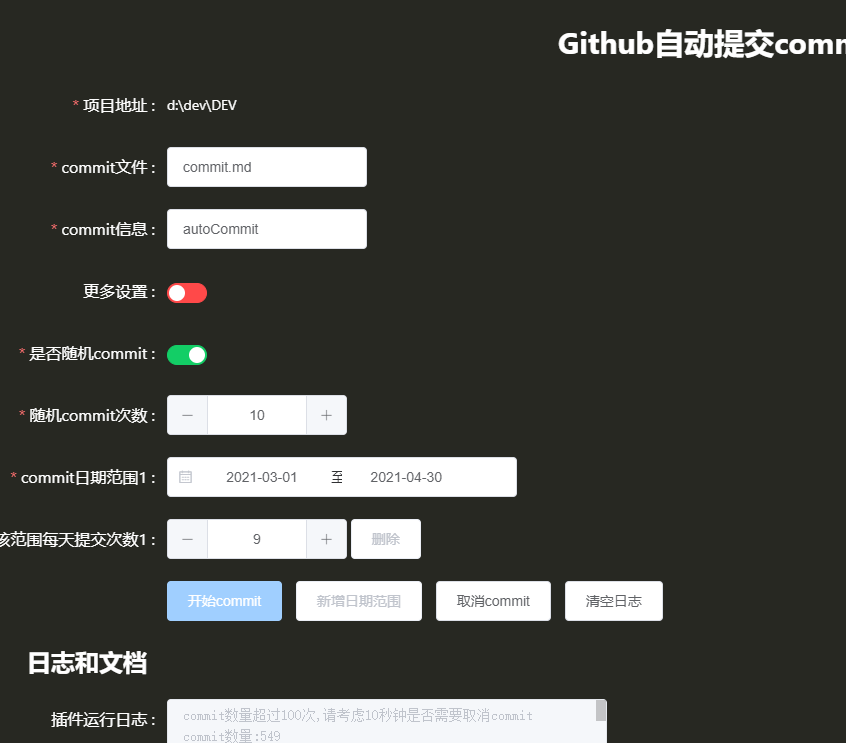 Github自动提交comm
* 项目地址 : d:\dev\DEV
* commit文件 : commit.md
* commit信息 : autoCommit
更多设置 :
* 是否随机commit :
* 随机commit次数 : 10
* commit日期范围1 : 2021-03-01 至 2021-04-30
该范围每天提交次数1 : 9 删除
开始commit 新增日期范围 取消commit 清空日志
日志和文档
插件运行日志 : commit数量超过100次,请考虑10秒钟是否需要取消commit
commit数量:549